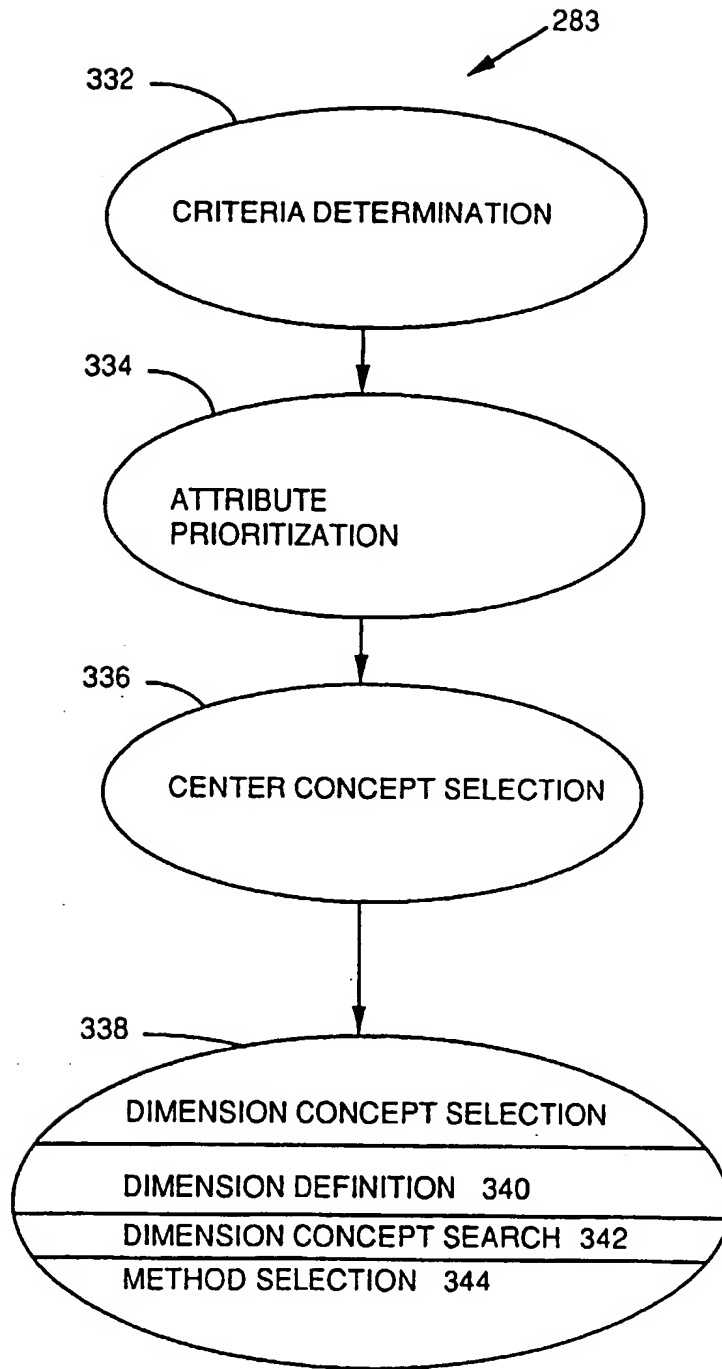 283
332
CRITERIA DETERMINATION
334
ATTRIBUTE
PRIORITIZATION
336
CENTER CONCEPT SELECTION
338
DIMENSION CONCEPT SELECTION
DIMENSION DEFINITION 340
DIMENSION CONCEPT SEARCH 342
METHOD SELECTION 344